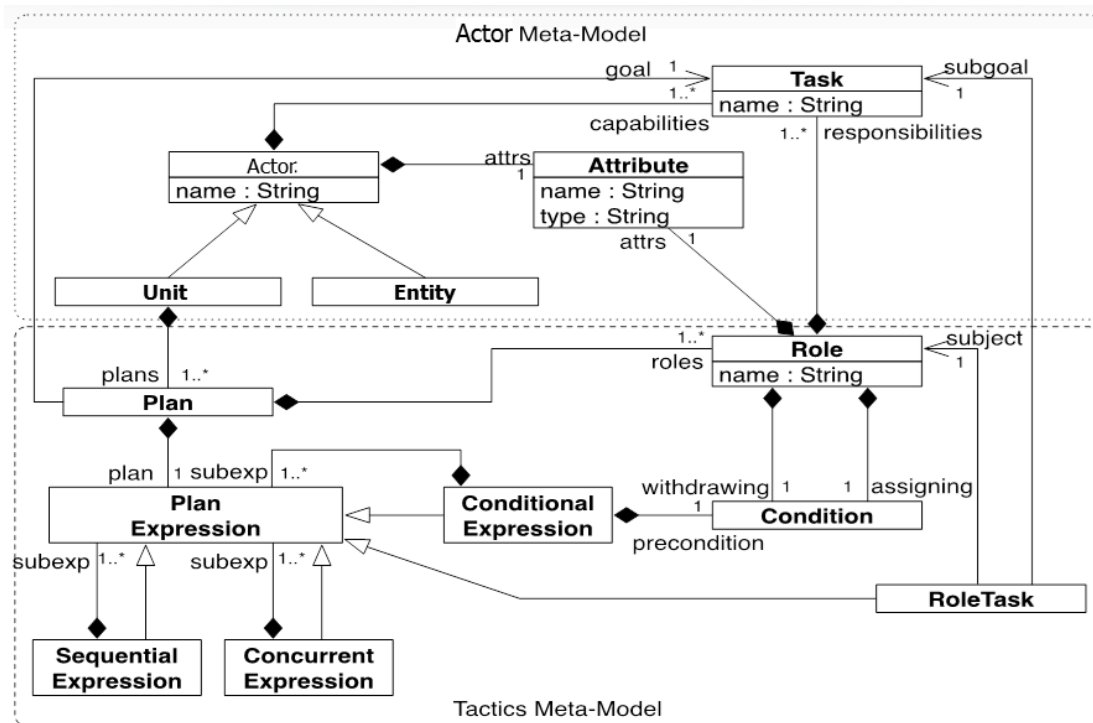 Actor Meta-Model
goal 1
subgoal
1
Task
name : String
1..*
capabilities
1..* responsibilities
Actor.
name : String
attrs
1
Attribute
name : String
type : String
attrs 1
Unit
Entity
1..*
roles
Role
name : String
subject
1
plans 1..*
Plan
plan 1
subexp 1..*
withdrawing 1
1 assigning
Plan
Expression
Conditional
Expression
1
precondition
Condition
subexp 1..*
subexp 1..*
RoleTask
Sequential
Expression
Concurrent
Expression
Tactics Meta-Model